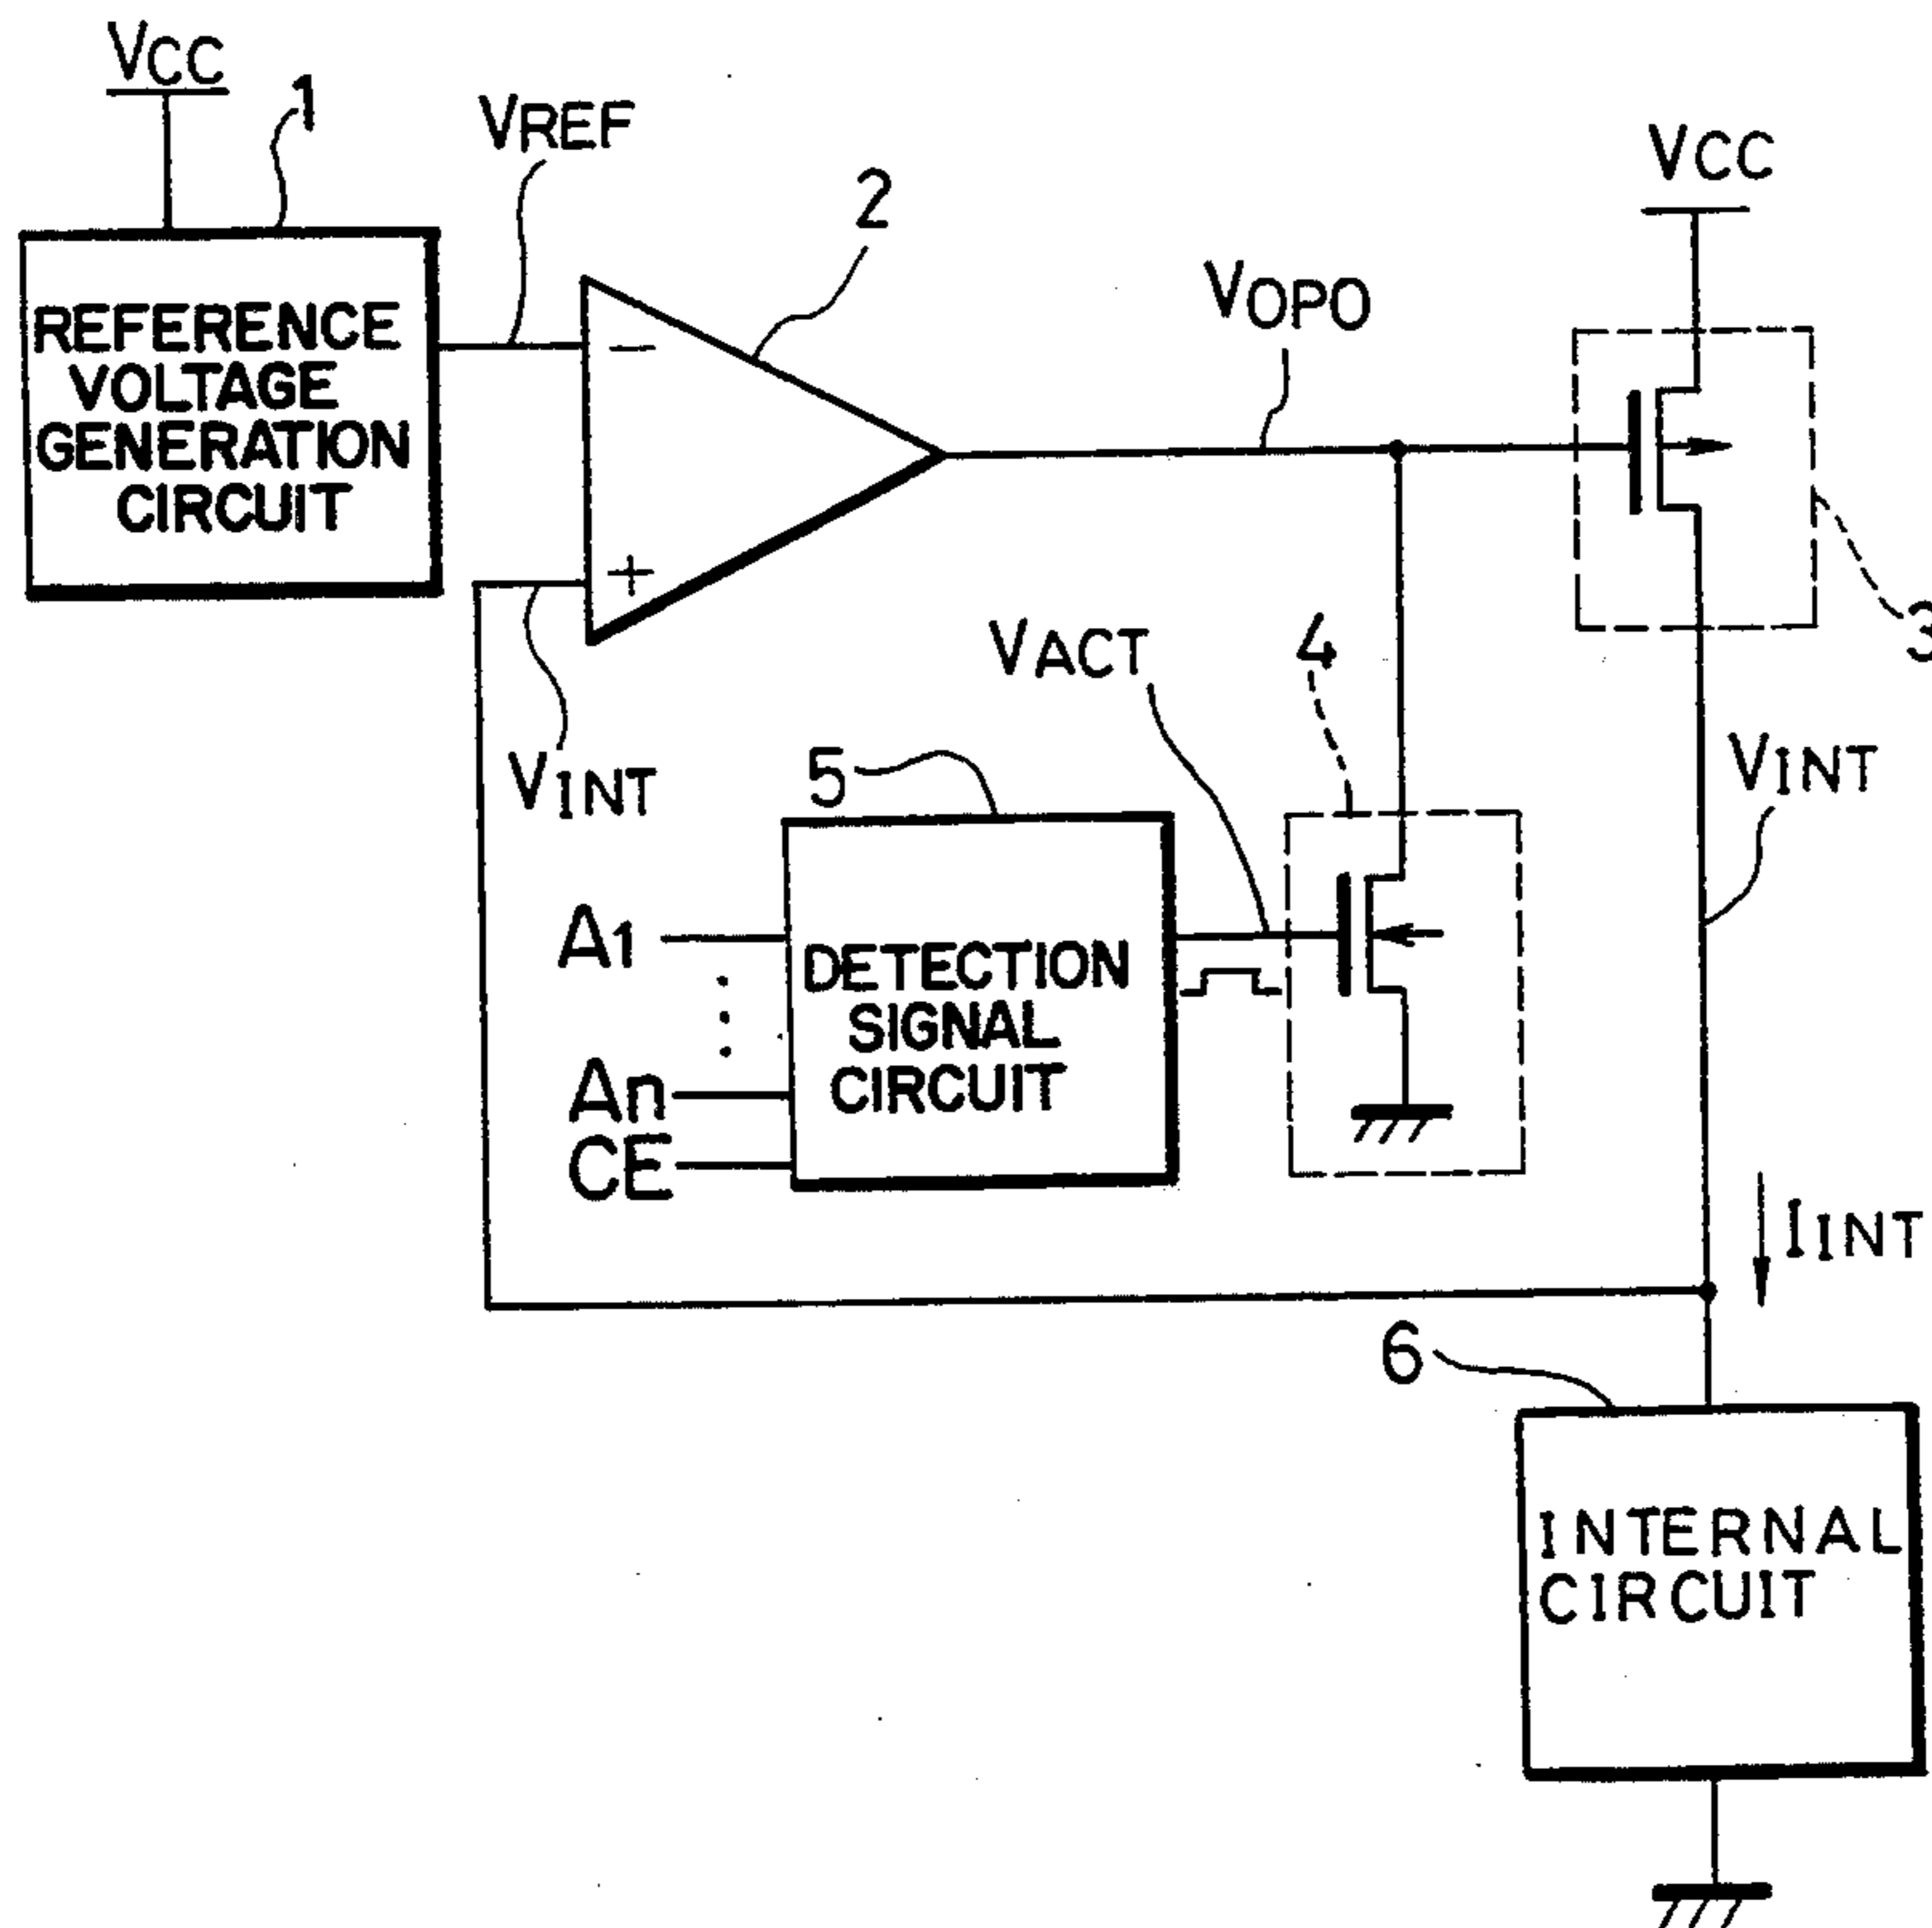 VCC
1
VREF
2
VCC
REFERENCE
VOLTAGE
GENERATION
CIRCUIT
−
VOPO
+
3
VINT
VACT
4
VINT
5
A1
DETECTION
SIGNAL
CIRCUIT
An
CE
IINT
6
INTERNAL
CIRCUIT